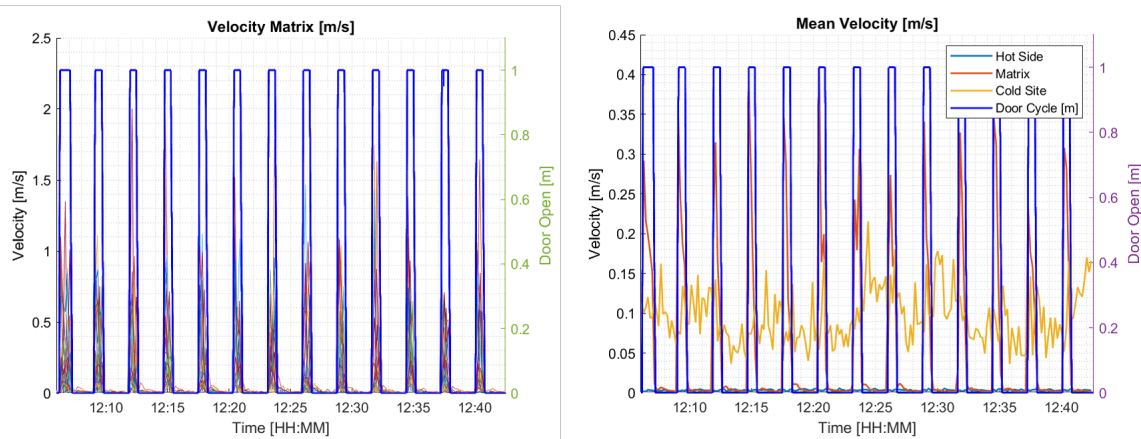 Velocity Matrix [m/s]
2.5
2
1.5
1
0.5
0
Velocity [m/s]
1
0.8
0.6
0.4
0.2
0
Door Open [m]
12:10 12:15 12:20 12:25 12:30 12:35 12:40
Time [HH:MM]
Mean Velocity [m/s]
0.45
0.4
0.35
0.3
0.25
0.2
0.15
0.1
0.05
0
Velocity [m/s]
Hot Side
Matrix
Cold Site
Door Cycle [m]
1
0.8
0.6
0.4
0.2
0
Door Open [m]
12:10 12:15 12:20 12:25 12:30 12:35 12:40
Time [HH:MM]